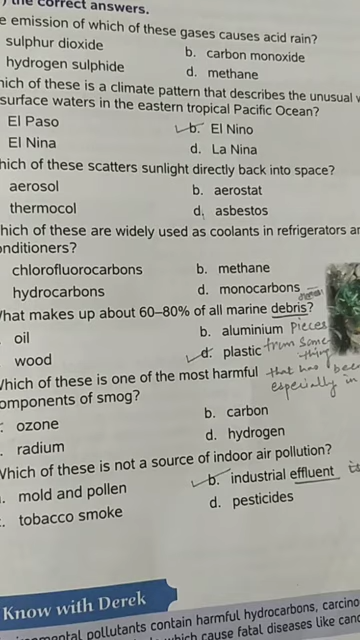 the correct answers.
e emission of which of these gases causes acid rain?
sulphur dioxide b. carbon monoxide
hydrogen sulphide d. methane
hich of these is a climate pattern that describes the unusual
surface waters in the eastern tropical Pacific Ocean?
El Paso b. El Nino
El Nina d. La Nina
hich of these scatters sunlight directly back into space?
aerosol b. aerostat
thermocol d. asbestos
hich of these are widely used as coolants in refrigerators a
onditioners?
chlorofluorocarbons b. methane
hydrocarbons d. monocarbons
What makes up about 60–80% of all marine debris?
oil b. aluminium Pieces
wood d. plastic from some
thing
Which of these is one of the most harmful that has bee
omponents of smog? especially in
ozone b. carbon
radium d. hydrogen
Which of these is not a source of indoor air pollution?
mold and pollen b. industrial effluent is
tobacco smoke d. pesticides
Know with Derek
onmental pollutants contain harmful hydrocarbons, carcino
which cause fatal diseases like canc